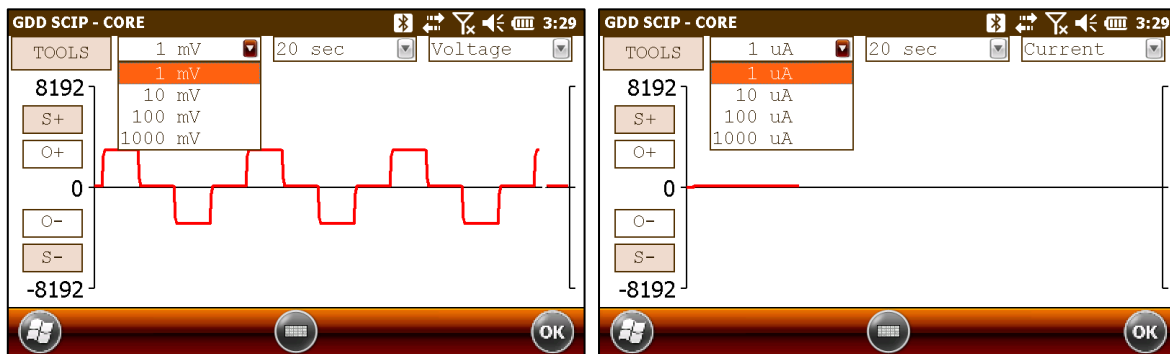 GDD SCIP - CORE 3:29
TOOLS 1 mV 20 sec Voltage
1 mV
10 mV
100 mV
1000 mV
8192
S+
O+
0
O-
S-
-8192
OK
GDD SCIP - CORE 3:29
TOOLS 1 uA 20 sec Current
1 uA
10 uA
100 uA
1000 uA
8192
S+
O+
0
O-
S-
-8192
OK